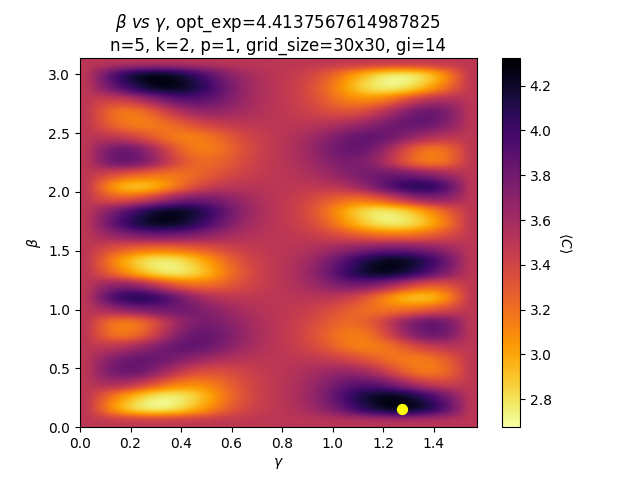 β vs γ, opt_exp=4.4137567614987825
n=5, k=2, p=1, grid_size=30x30, gi=14
3.0
2.5
2.0
1.5
1.0
0.5
0.0
β
0.0 0.2 0.4 0.6 0.8 1.0 1.2 1.4
γ
4.2
4.0
3.8
3.6
3.4
3.2
3.0
2.8
⟨C⟩